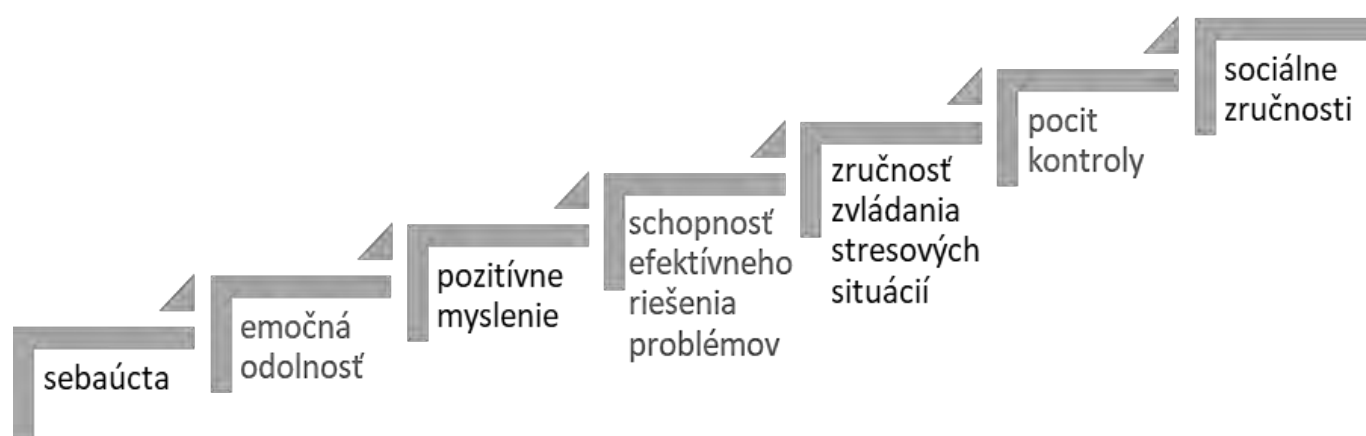 sebaúcta
emočná
odolnosť
pozitívne
myslenie
schopnosť
efektívneho
riešenia
problémov
zručnosť
zvládania
stresových
situácií
pocit
kontroly
sociálne
zručnosti